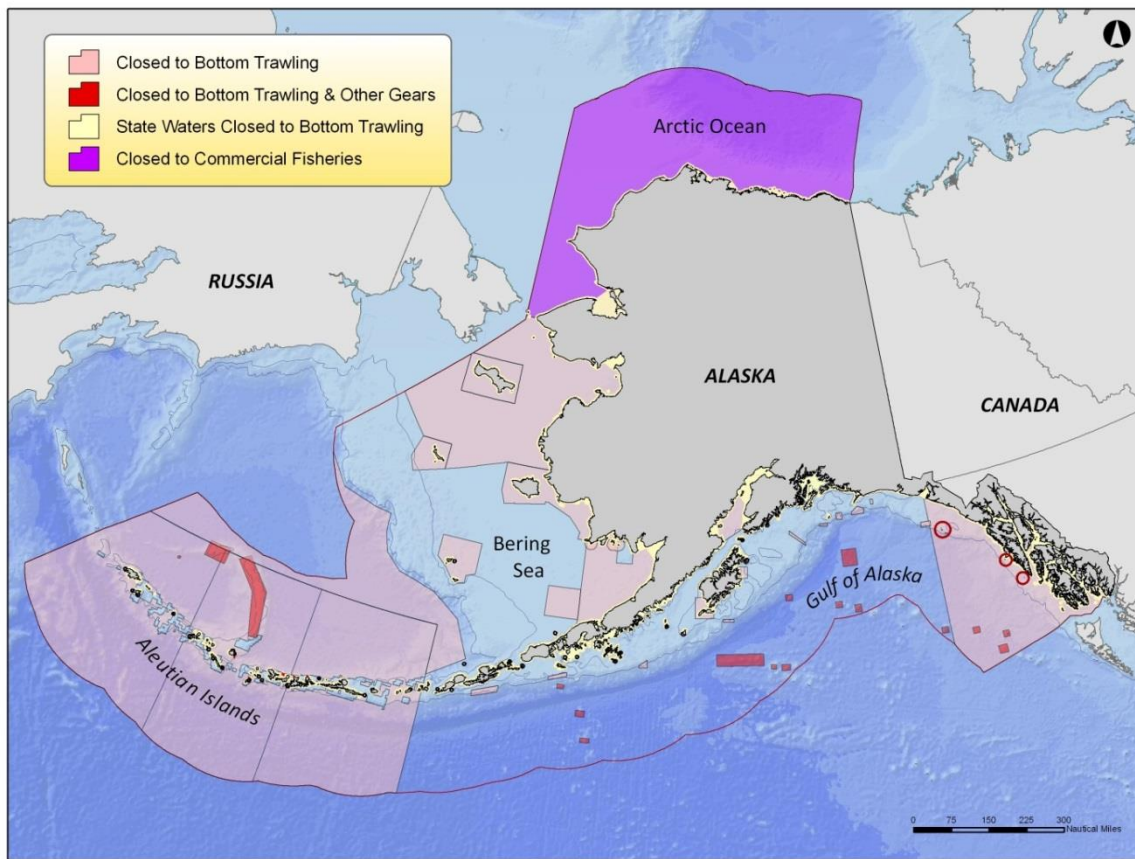 Closed to Bottom Trawling
Closed to Bottom Trawling & Other Gears
State Waters Closed to Bottom Trawling
Closed to Commercial Fisheries
Arctic Ocean
RUSSIA
ALASKA
CANADA
Bering
Sea
Gulf of Alaska
Aleutian Islands
0 75 150 225 300
Nautical Miles